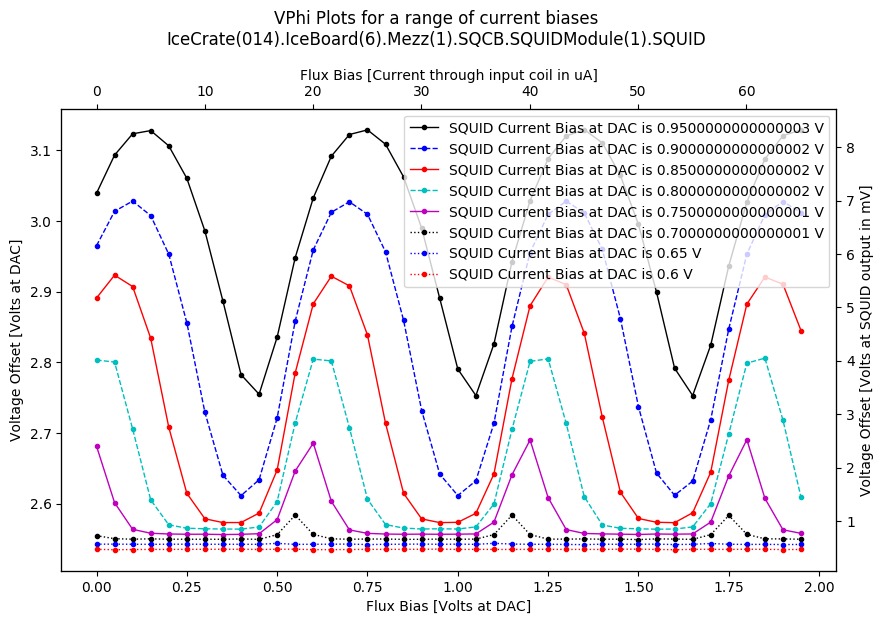 VPhi Plots for a range of current biases
IceCrate(014).IceBoard(6).Mezz(1).SQCB.SQUIDModule(1).SQUID
Flux Bias [Current through input coil in uA]
0 10 20 30 40 50 60
SQUID Current Bias at DAC is 0.9500000000000003 V
SQUID Current Bias at DAC is 0.9000000000000002 V
SQUID Current Bias at DAC is 0.8500000000000002 V
SQUID Current Bias at DAC is 0.8000000000000002 V
SQUID Current Bias at DAC is 0.7500000000000001 V
SQUID Current Bias at DAC is 0.7000000000000001 V
SQUID Current Bias at DAC is 0.65 V
SQUID Current Bias at DAC is 0.6 V
Voltage Offset [Volts at DAC]
3.1
3.0
2.9
2.8
2.7
2.6
8
7
6
5
4
3
2
1
Voltage Offset [Volts at SQUID output in mV]
0.00 0.25 0.50 0.75 1.00 1.25 1.50 1.75 2.00
Flux Bias [Volts at DAC]